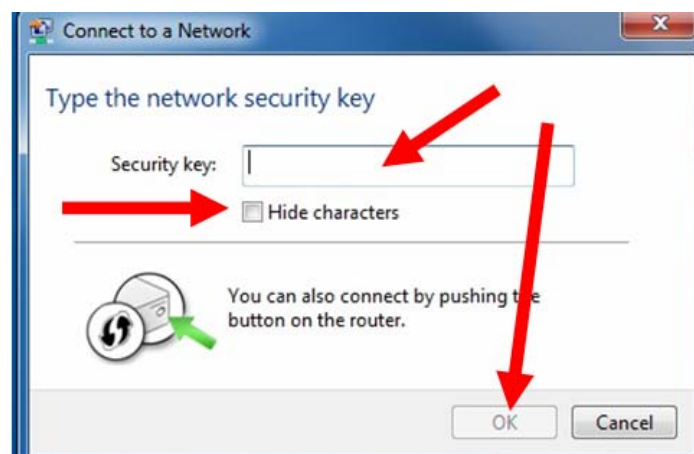 Connect to a Network
Type the network security key
Security key:
Hide characters
You can also connect by pushing the
button on the router.
OK
Cancel